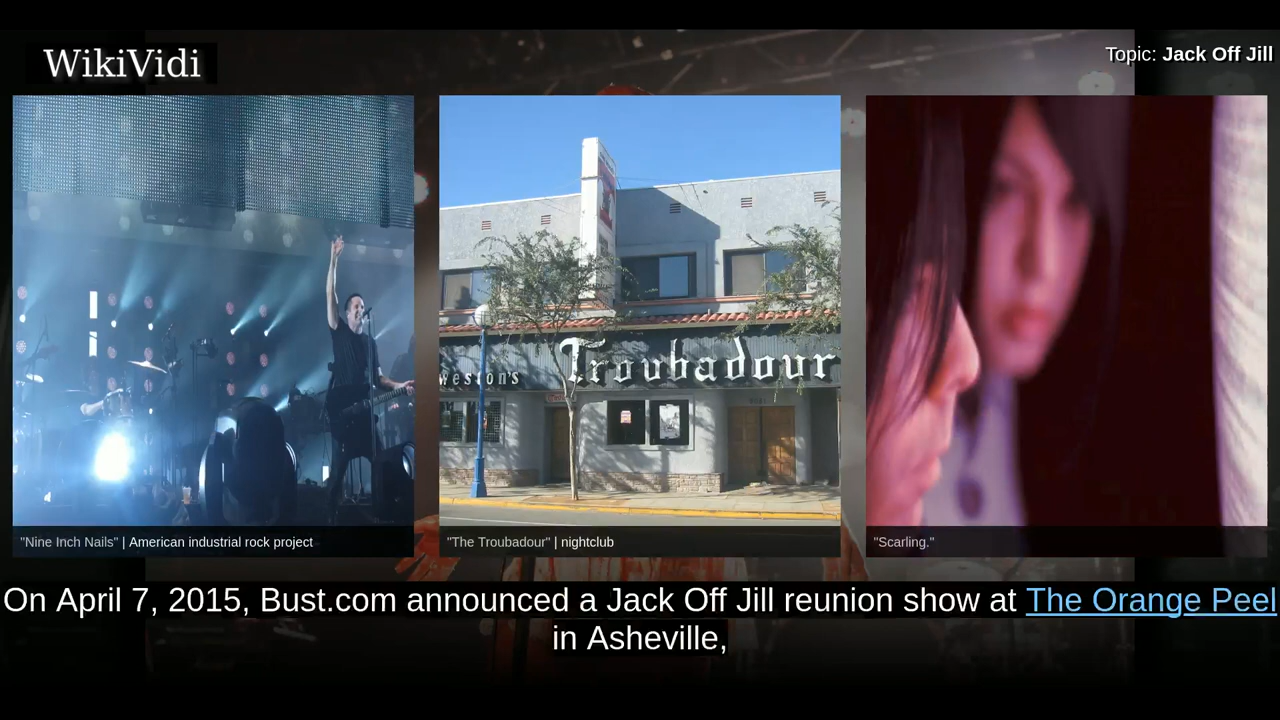 WikiVidi
Topic: Jack Off Jill
weston's
Troubadour
"Nine Inch Nails" | American industrial rock project
"The Troubadour" | nightclub
"Scarling."
On April 7, 2015, Bust.com announced a Jack Off Jill reunion show at The Orange Peel
in Asheville,